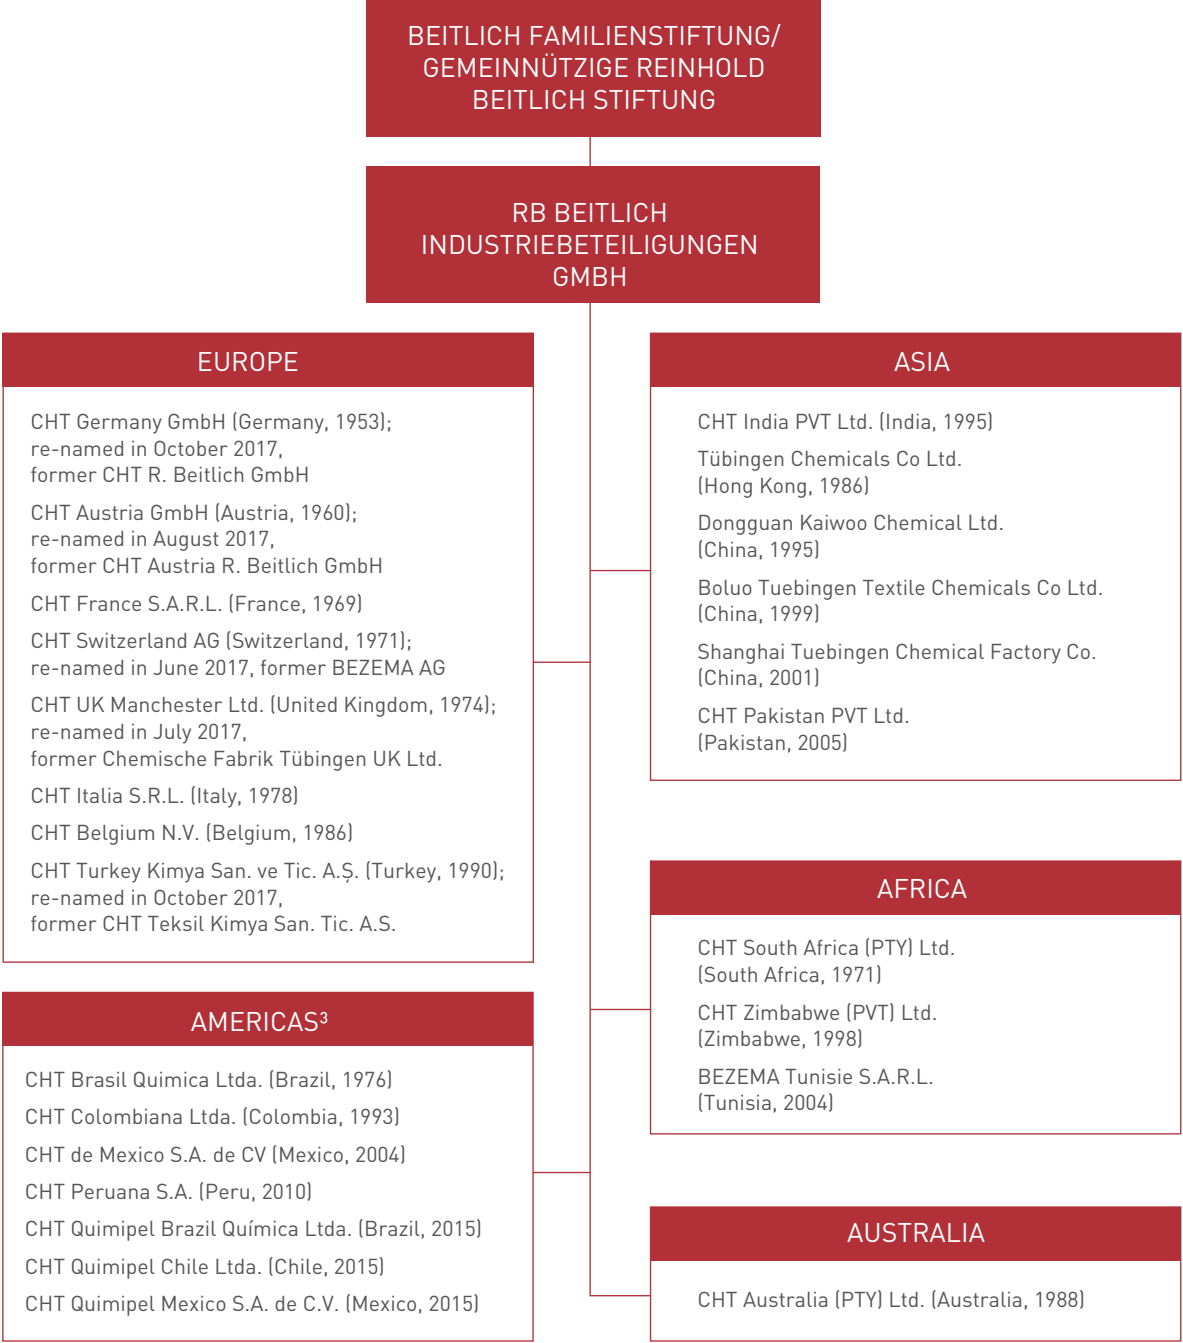 BEITLICH FAMILIENSTIFTUNG/
GEMEINNÜTZIGE REINHOLD
BEITLICH STIFTUNG
RB BEITLICH
INDUSTRIEBETEILIGUNGEN
GMBH
EUROPE
CHT Germany GmbH (Germany, 1953);
re-named in October 2017,
former CHT R. Beitlich GmbH
CHT Austria GmbH (Austria, 1960);
re-named in August 2017,
former CHT Austria R. Beitlich GmbH
CHT France S.A.R.L. (France, 1969)
CHT Switzerland AG (Switzerland, 1971);
re-named in June 2017, former BEZEMA AG
CHT UK Manchester Ltd. (United Kingdom, 1974);
re-named in July 2017,
former Chemische Fabrik Tübingen UK Ltd.
CHT Italia S.R.L. (Italy, 1978)
CHT Belgium N.V. (Belgium, 1986)
CHT Turkey Kimya San. ve Tic. A.Ş. (Turkey, 1990);
re-named in October 2017,
former CHT Teksil Kimya San. Tic. A.S.
AMERICAS³
CHT Brasil Quimica Ltda. (Brazil, 1976)
CHT Colombiana Ltda. (Colombia, 1993)
CHT de Mexico S.A. de CV (Mexico, 2004)
CHT Peruana S.A. (Peru, 2010)
CHT Quimipel Brazil Química Ltda. (Brazil, 2015)
CHT Quimipel Chile Ltda. (Chile, 2015)
CHT Quimipel Mexico S.A. de C.V. (Mexico, 2015)
ASIA
CHT India PVT Ltd. (India, 1995)
Tübingen Chemicals Co Ltd.
(Hong Kong, 1986)
Dongguan Kaiwoo Chemical Ltd.
(China, 1995)
Boluo Tuebingen Textile Chemicals Co Ltd.
(China, 1999)
Shanghai Tuebingen Chemical Factory Co.
(China, 2001)
CHT Pakistan PVT Ltd.
(Pakistan, 2005)
AFRICA
CHT South Africa (PTY) Ltd.
(South Africa, 1971)
CHT Zimbabwe (PVT) Ltd.
(Zimbabwe, 1998)
BEZEMA Tunisie S.A.R.L.
(Tunisia, 2004)
AUSTRALIA
CHT Australia (PTY) Ltd. (Australia, 1988)